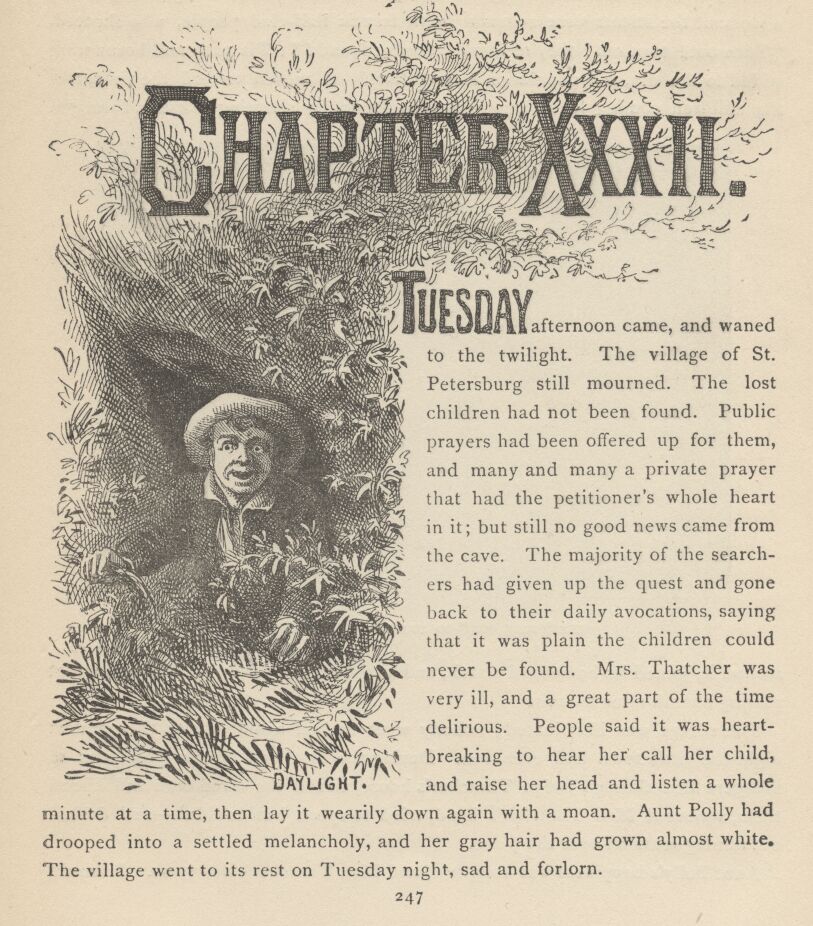 CHAPTER XXXII.
TUESDAY afternoon came, and waned
to the twilight. The village of St.
Petersburg still mourned. The lost
children had not been found. Public
prayers had been offered up for them,
and many and many a private prayer
that had the petitioner's whole heart
in it; but still no good news came from
the cave. The majority of the search-
ers had given up the quest and gone
back to their daily avocations, saying
that it was plain the children could
never be found. Mrs. Thatcher was
very ill, and a great part of the time
delirious. People said it was heart-
breaking to hear her call her child,
and raise her head and listen a whole
minute at a time, then lay it wearily down again with a moan. Aunt Polly had
drooped into a settled melancholy, and her gray hair had grown almost white.
The village went to its rest on Tuesday night, sad and forlorn.
DAYLIGHT.
247